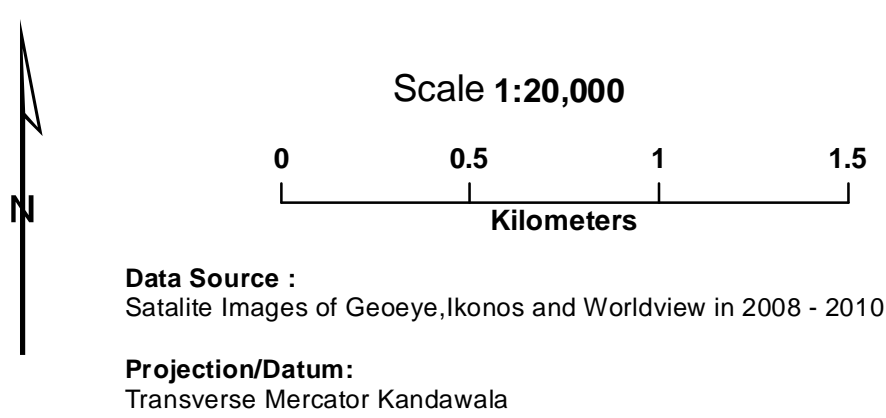 N
Scale 1:20,000
0 0.5 1 1.5
Kilometers
Data Source :
Satalite Images of Geoeye,Ikonos and Worldview in 2008 - 2010
Projection/Datum:
Transverse Mercator Kandawala